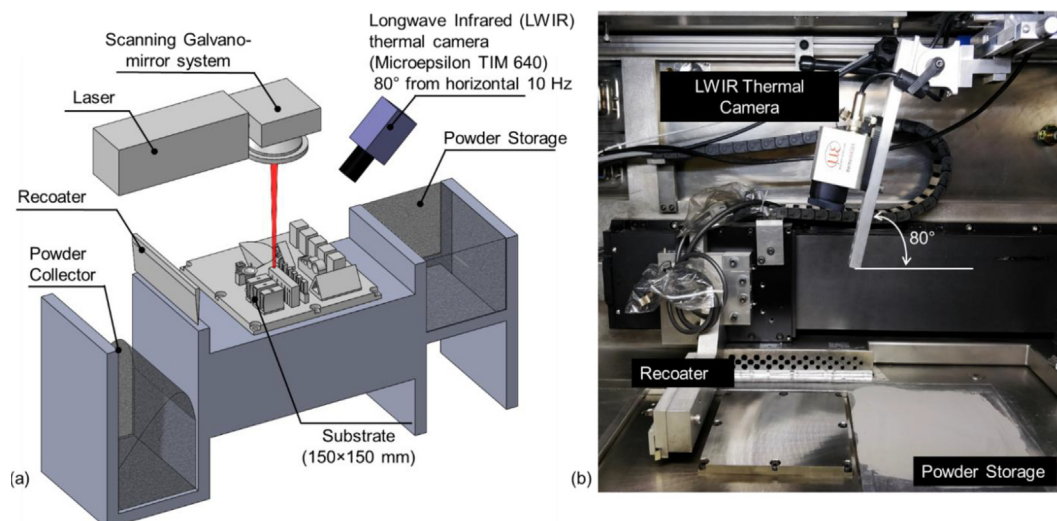 Longwave Infrared (LWIR)
thermal camera
(Microepsilon TIM 640)
80° from horizontal 10 Hz
Scanning Galvano-
mirror system
Laser
Powder Storage
Recoater
Powder
Collector
Substrate
(150×150 mm)
(a)
LWIR Thermal
Camera
80°
Recoater
Powder Storage
(b)